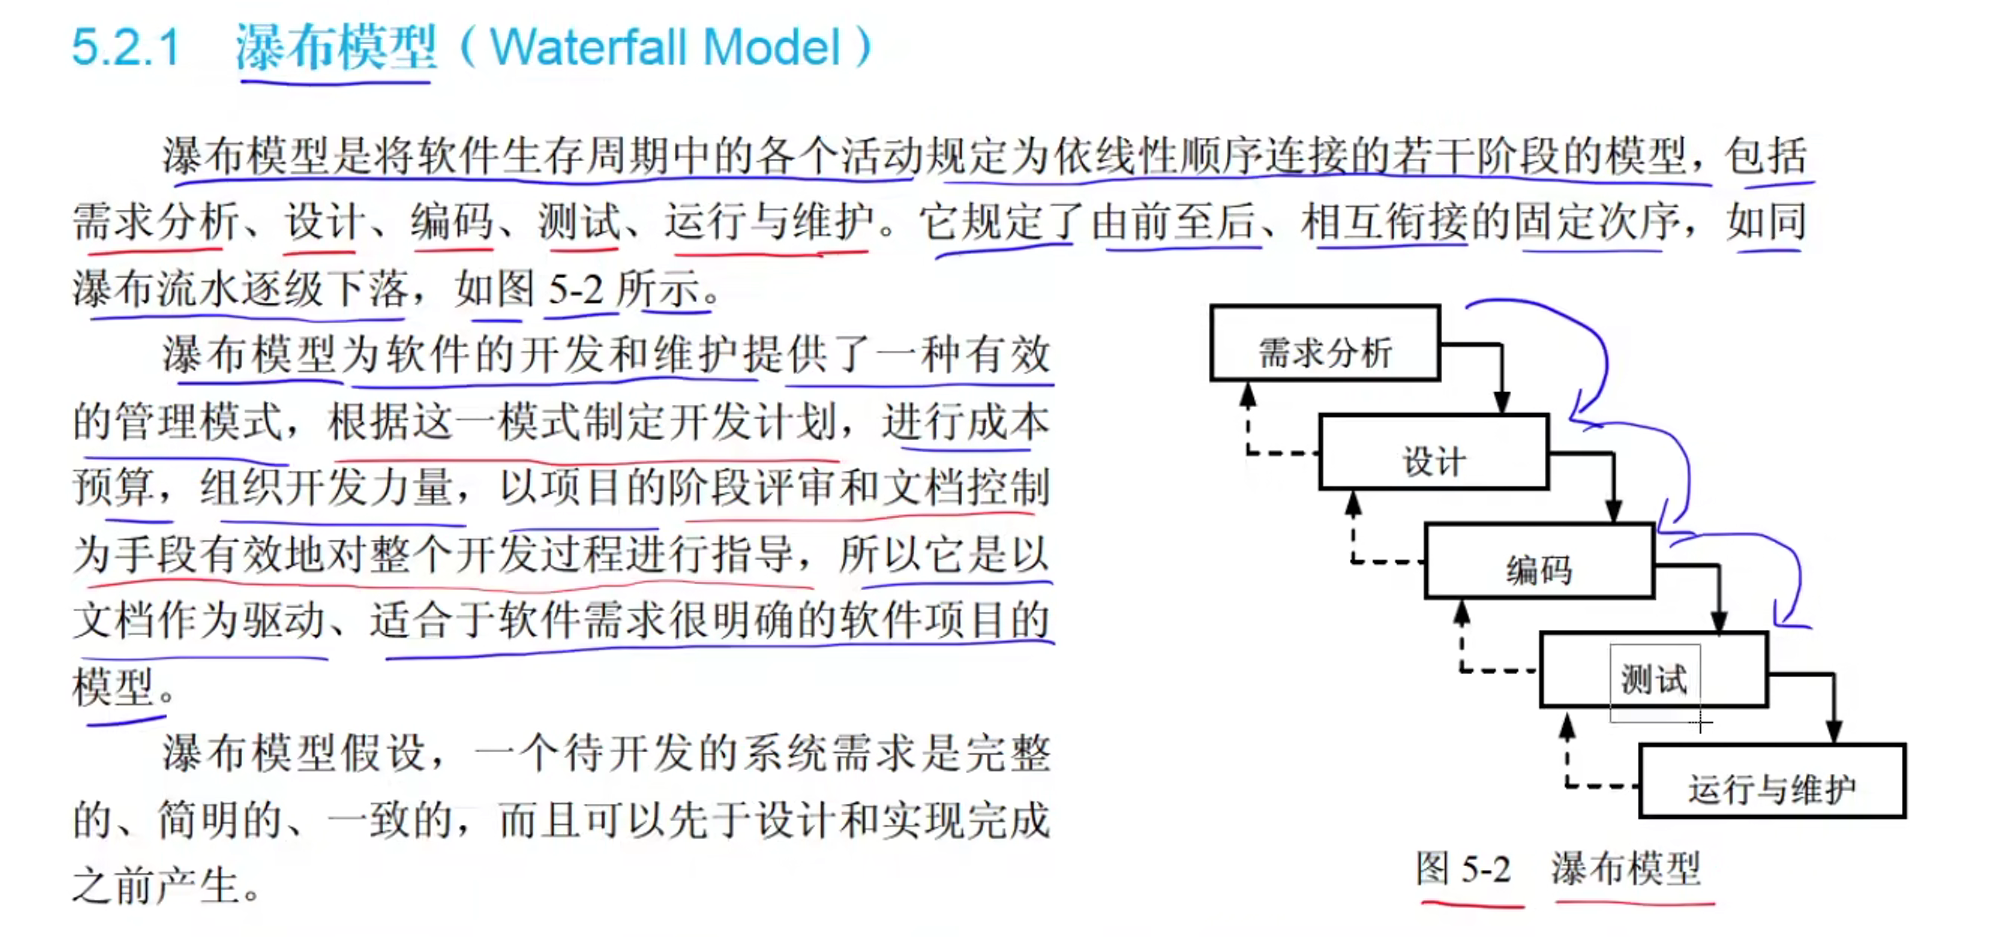 5.2.1 瀑布模型（Waterfall Model）
瀑布模型是将软件生存周期中的各个活动规定为依线性顺序连接的若干阶段的模型，包括
需求分析、设计、编码、测试、运行与维护。它规定了由前至后、相互衔接的固定次序，如同
瀑布流水逐级下落，如图 5-2 所示。
瀑布模型为软件的开发和维护提供了一种有效
的管理模式，根据这一模式制定开发计划，进行成本
预算，组织开发力量，以项目的阶段评审和文档控制
为手段有效地对整个开发过程进行指导，所以它是以
文档作为驱动、适合于软件需求很明确的软件项目的
模型。
瀑布模型假设，一个待开发的系统需求是完整
的、简明的、一致的，而且可以先于设计和实现完成
之前产生。
需求分析
设计
编码
测试
运行与维护
图 5-2 瀑布模型